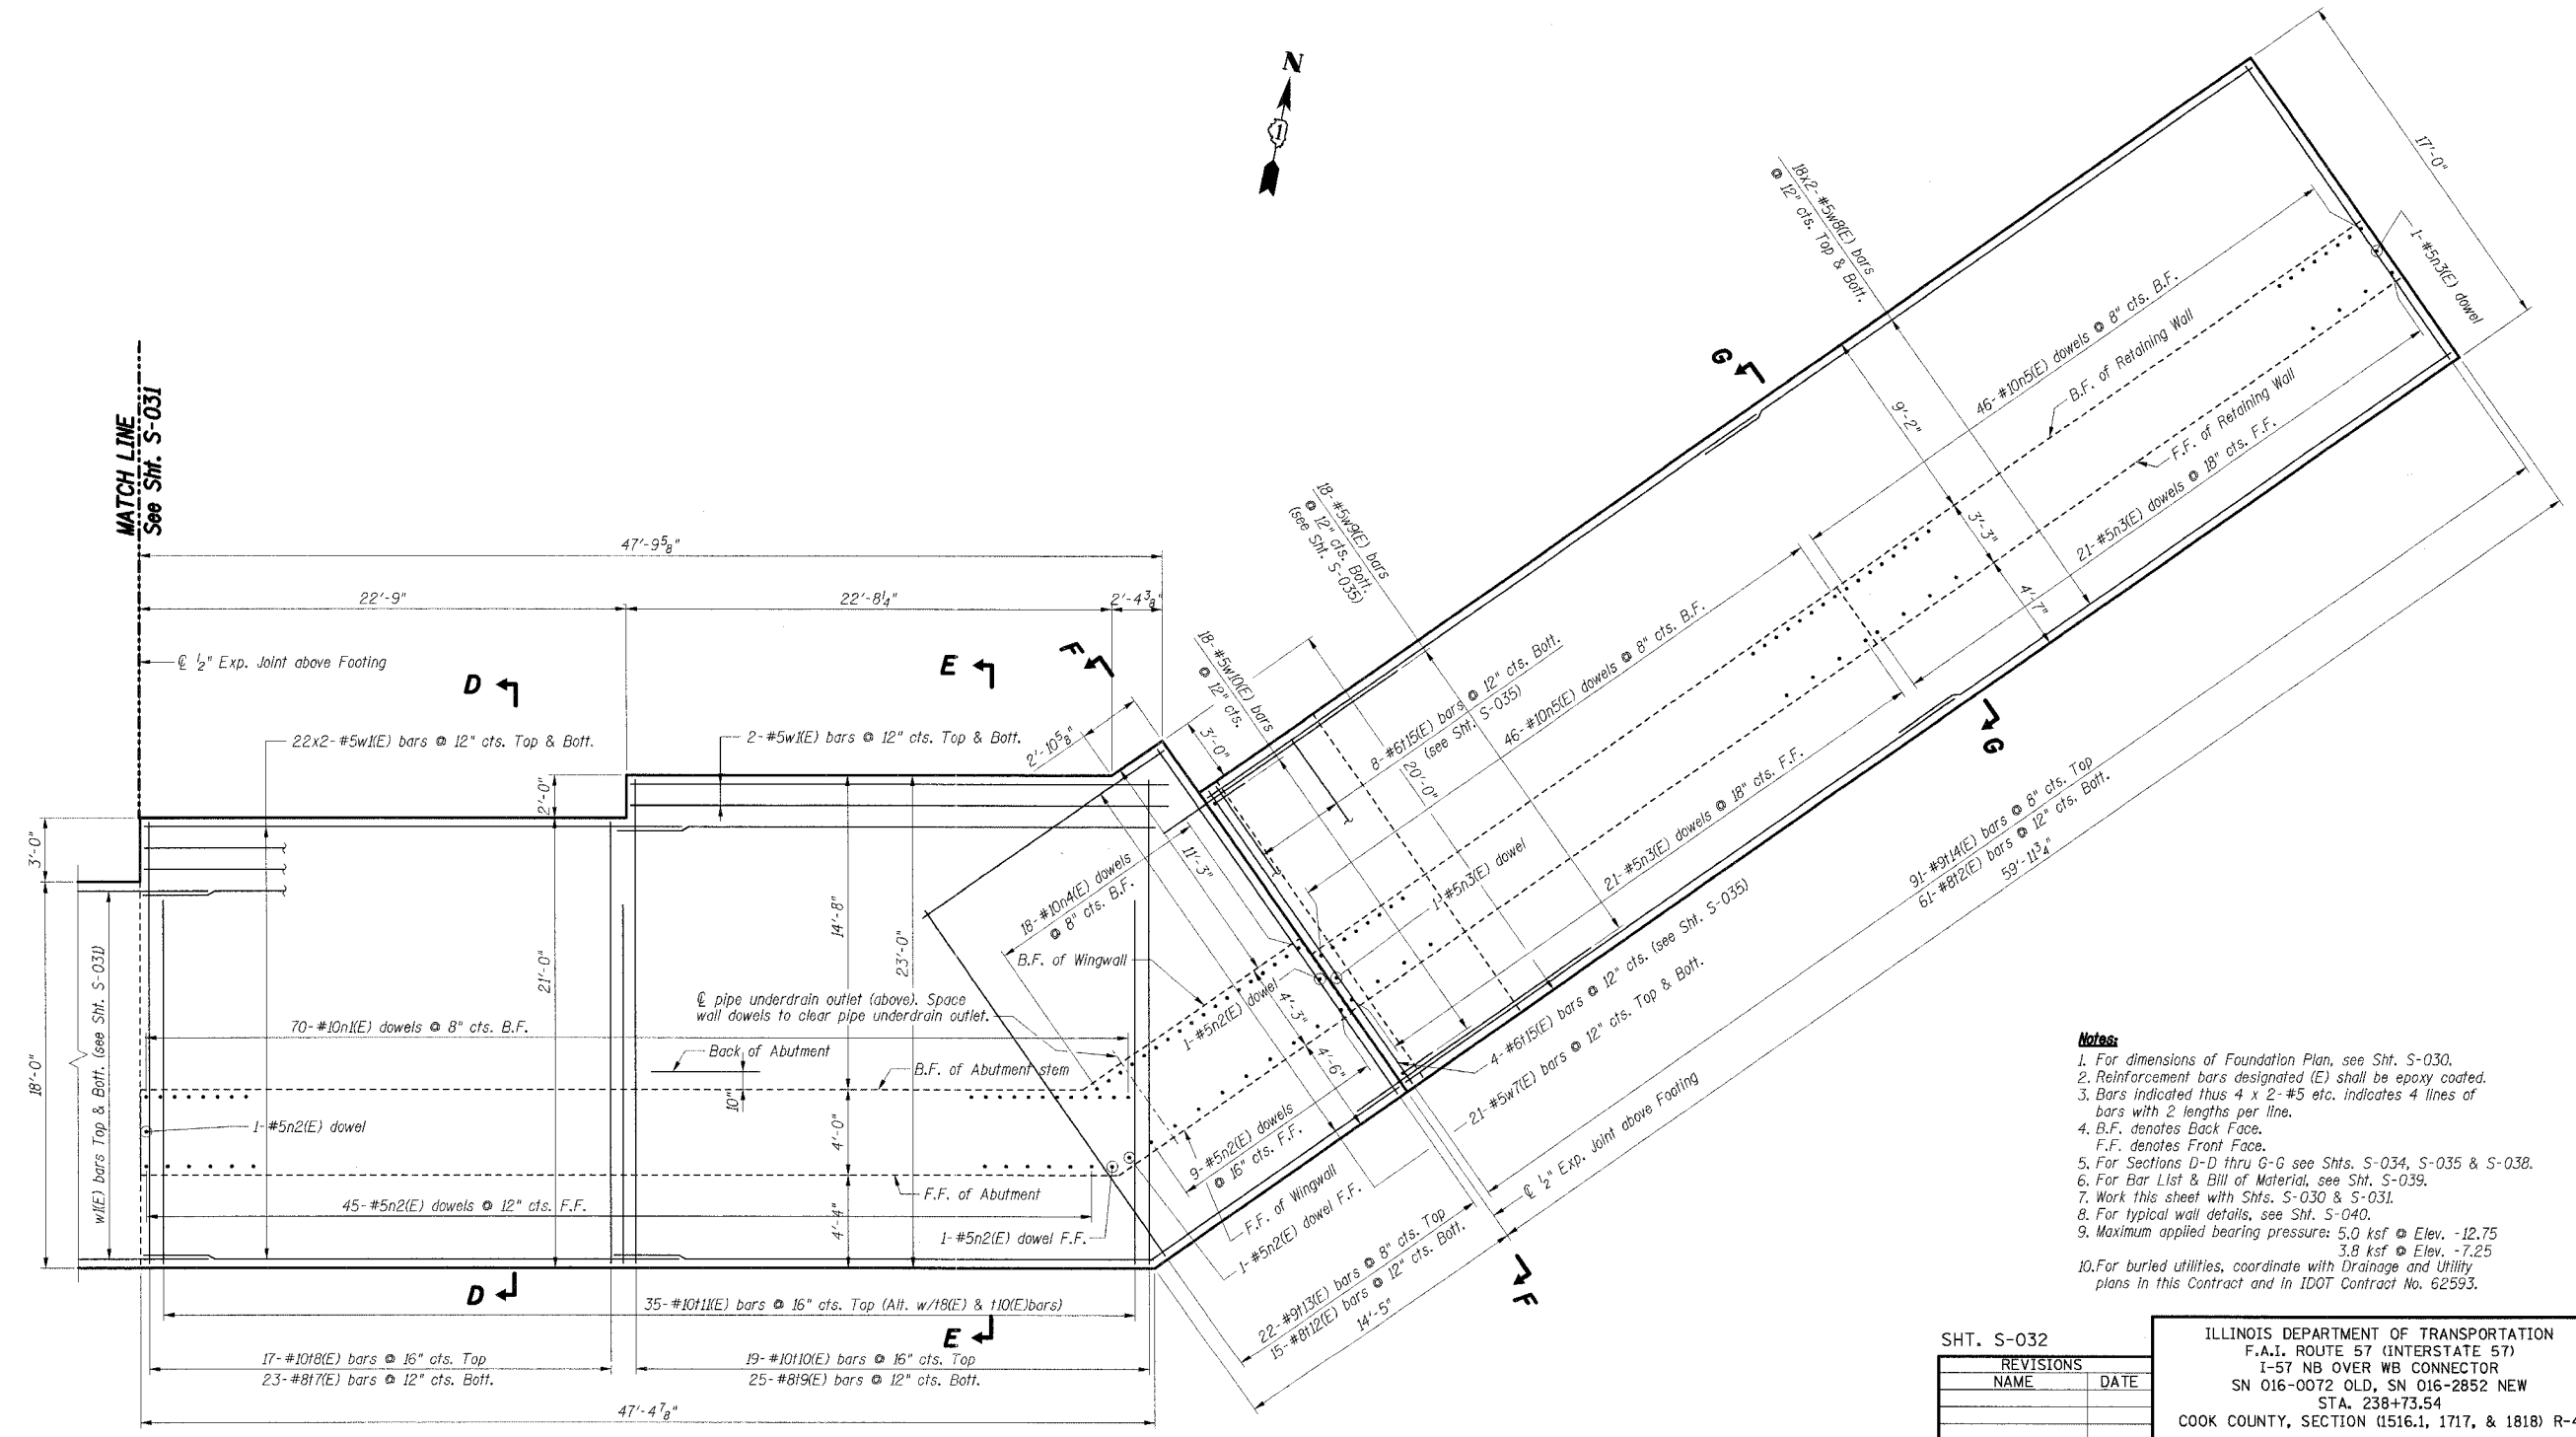 N
1
17'-0"
18x2-#5w8(E) bars
@ 12" cts. Top & Bott.
1-#5n3(E) dowel
46-#10n5(E) dowels @ 8" cts. B.F.
B.F. of Retaining Wall
G
9'-2"
F.F. of Retaining Wall
21-#5n3(E) dowels @ 18" cts. F.F.
3'-3"
4'-7"
MATCH LINE
See Sht. S-031
18-#5w9(E) bars
@ 12" cts. Bott.
(see Sht. S-035)
47'-9 5/8"
22'-9"
22'-8 1/4"
2'-4 3/8"
℄ 1/2" Exp. Joint above Footing
D
E
F
18-#5w10(E) bars
@ 12" cts.
8-#6t15(E) bars @ 12" cts. Bott.
(see Sht. S-035)
46-#10n5(E) dowels @ 8" cts. B.F.
G
22x2-#5w1(E) bars @ 12" cts. Top & Bott.
2-#5w1(E) bars @ 12" cts. Top & Bott.
2'-10 5/8"
3'-0"
20'-0"
2'-0"
3'-0"
21-#5n3(E) dowels @ 18" cts. F.F.
91-#9t14(E) bars @ 8" cts. Top
61-#8t2(E) bars @ 12" cts. Bott.
59'-11 3/4"
11'-3"
18-#10n4(E) dowels
@ 8" cts. B.F.
1-#5n3(E) dowel
14'-8"
23'-0"
21'-0"
B.F. of Wingwall
4-#6t15(E) bars @ 12" cts. (see Sht. S-035)
21-#5w7(E) bars @ 12" cts. Top & Bott.
w1(E) bars Top & Bott. (see Sht. S-031)
18'-0"
℄ pipe underdrain outlet (above). Space
wall dowels to clear pipe underdrain outlet.
1-#5n2(E) dowel
4'-3"
4'-6"
70-#10n1(E) dowels @ 8" cts. B.F.
Back of Abutment
B.F. of Abutment stem
10"
1-#5n2(E) dowel
4'-0"
9-#5n2(E) dowels
@ 16" cts. F.F.
℄ 1/2" Exp. Joint above Footing
F.F. of Abutment
45-#5n2(E) dowels @ 12" cts. F.F.
4'-4"
1-#5n2(E) dowel F.F.
F.F. of Wingwall
1-#5n2(E) dowel F.F.
D
35-#10t11(E) bars @ 16" cts. Top (Alt. w/t8(E) & t10(E)bars)
E
F
22-#9t13(E) bars @ 8" cts. Top
15-#8t12(E) bars @ 12" cts. Bott.
14'-5"
17-#10t8(E) bars @ 16" cts. Top
23-#8t7(E) bars @ 12" cts. Bott.
19-#10t10(E) bars @ 16" cts. Top
25-#8t9(E) bars @ 12" cts. Bott.
47'-4 7/8"
Notes:
1. For dimensions of Foundation Plan, see Sht. S-030.
2. Reinforcement bars designated (E) shall be epoxy coated.
3. Bars indicated thus 4 x 2-#5 etc. indicates 4 lines of
bars with 2 lengths per line.
4. B.F. denotes Back Face.
F.F. denotes Front Face.
5. For Sections D-D thru G-G see Shts. S-034, S-035 & S-038.
6. For Bar List & Bill of Material, see Sht. S-039.
7. Work this sheet with Shts. S-030 & S-031.
8. For typical wall details, see Sht. S-040.
9. Maximum applied bearing pressure: 5.0 ksf @ Elev. -12.75
3.8 ksf @ Elev. -7.25
10.For buried utilities, coordinate with Drainage and Utility
plans in this Contract and in IDOT Contract No. 62593.
SHT. S-032
REVISIONS
NAME DATE
ILLINOIS DEPARTMENT OF TRANSPORTATION
F.A.I. ROUTE 57 (INTERSTATE 57)
I-57 NB OVER WB CONNECTOR
SN 016-0072 OLD, SN 016-2852 NEW
STA. 238+73.54
COOK COUNTY, SECTION (1516.1, 1717, & 1818) R-4